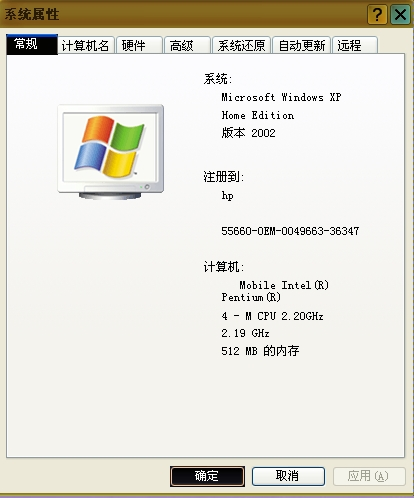 系统属性
常规 计算机名 硬件 高级 系统还原 自动更新 远程
系统:
Microsoft Windows XP
Home Edition
版本 2002
注册到:
hp
55660-OEM-0049663-36347
计算机:
Mobile Intel(R)
Pentium(R)
4 - M CPU 2.20GHz
2.19 GHz
512 MB 的内存
确定 取消 应用(A)